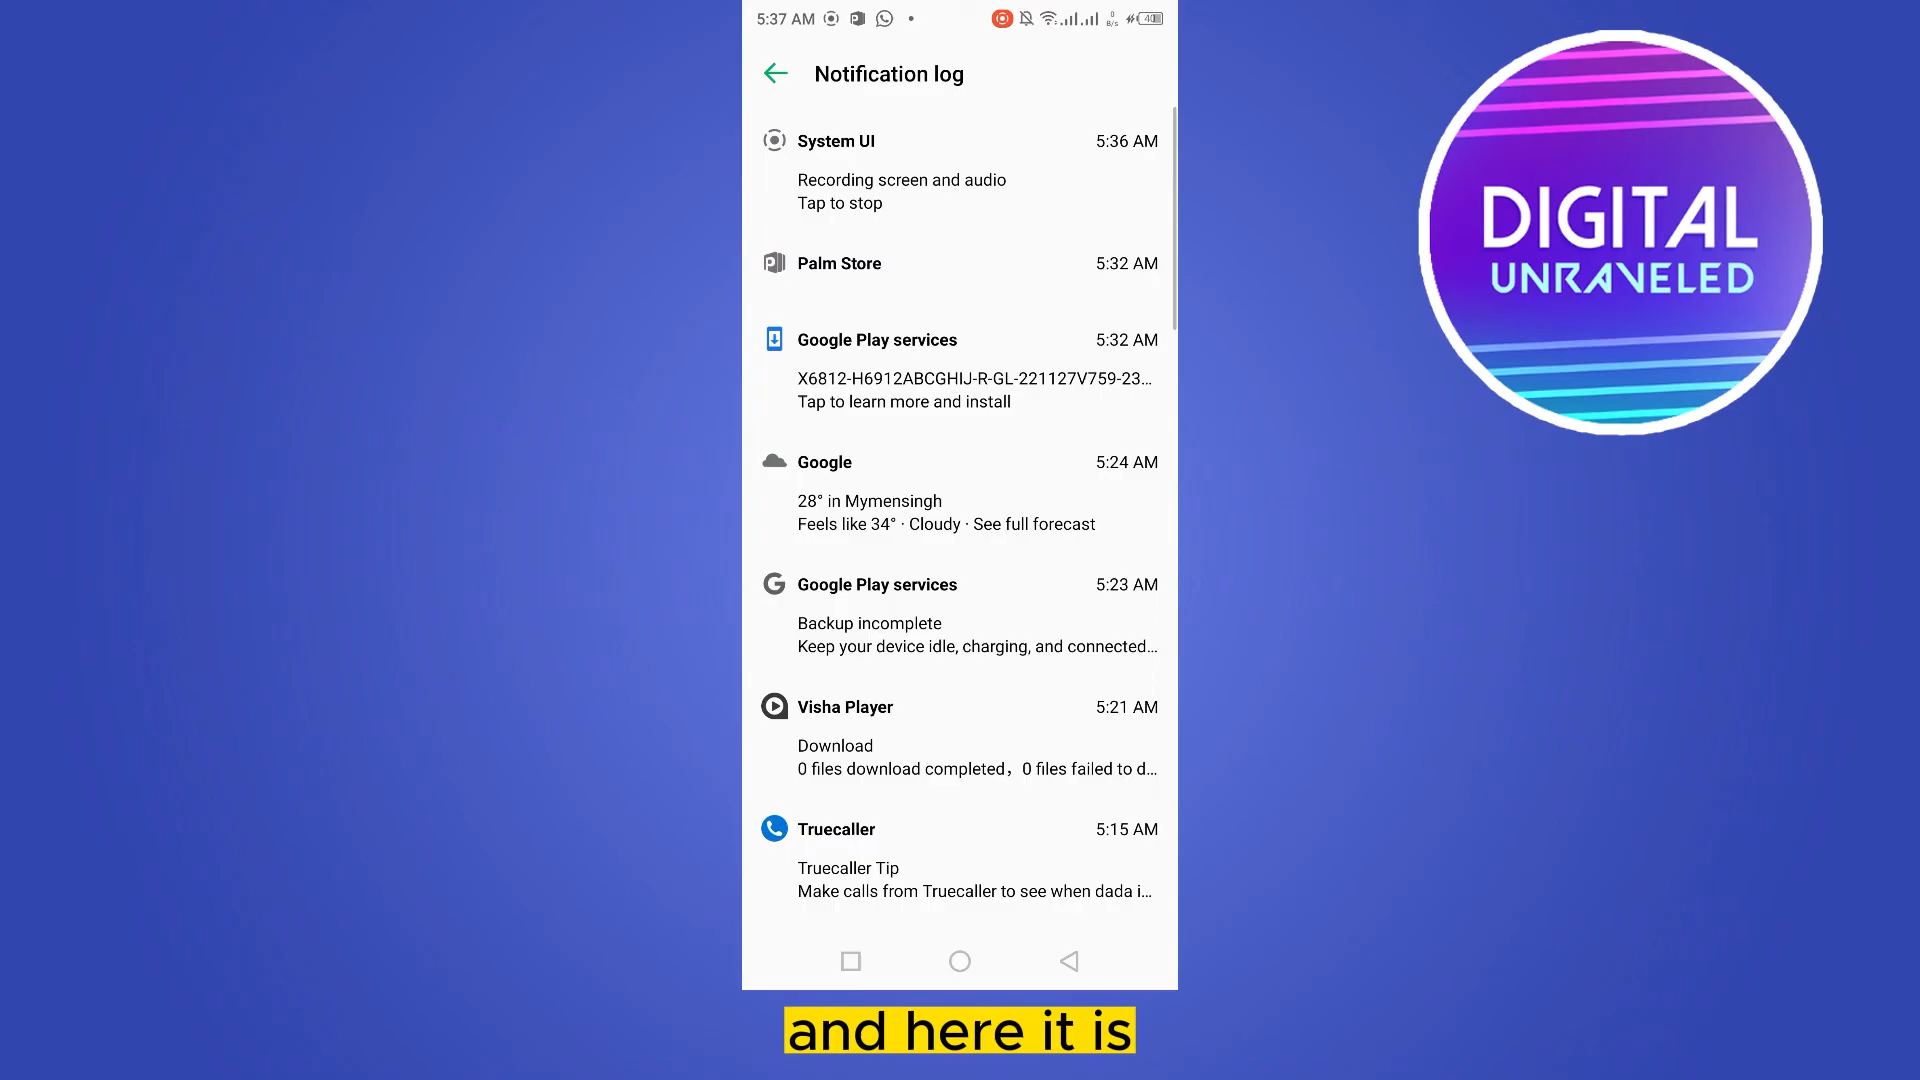 5:37 AM
0
B/s
40
Notification log
System UI 5:36 AM
Recording screen and audio
Tap to stop
Palm Store 5:32 AM
Google Play services 5:32 AM
X6812-H6912ABCGHIJ-R-GL-221127V759-23...
Tap to learn more and install
Google 5:24 AM
28° in Mymensingh
Feels like 34° · Cloudy · See full forecast
Google Play services 5:23 AM
Backup incomplete
Keep your device idle, charging, and connected...
Visha Player 5:21 AM
Download
0 files download completed，0 files failed to d...
Truecaller 5:15 AM
Truecaller Tip
Make calls from Truecaller to see when dada i...
DIGITAL
UNRAVELED
and here it is